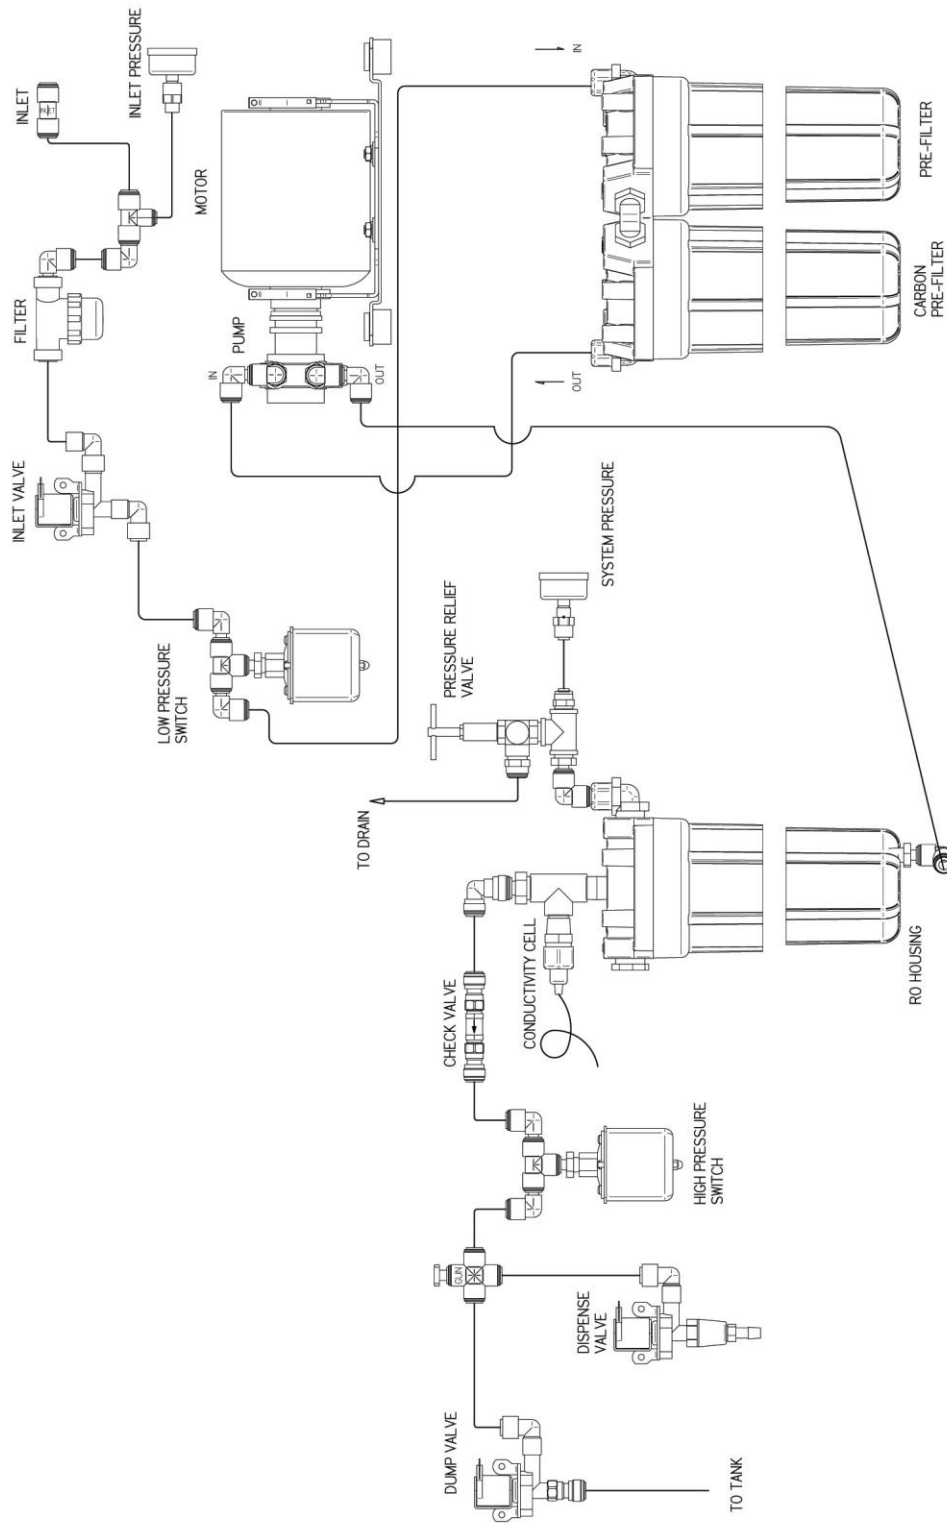 INLET
INLET
INLET PRESSURE
FILTER
MOTOR
PUMP
IN
OUT
IN
OUT
PRE-FILTER
CARBON
PRE-FILTER
INLET VALVE
LOW PRESSURE
SWITCH
SYSTEM PRESSURE
PRESSURE RELIEF
VALVE
TO DRAIN
CHECK VALVE
CONDUCTIVITY CELL
RO HOUSING
HIGH PRESSURE
SWITCH
GUN
DISPENSE
VALVE
DUMP VALVE
TO TANK